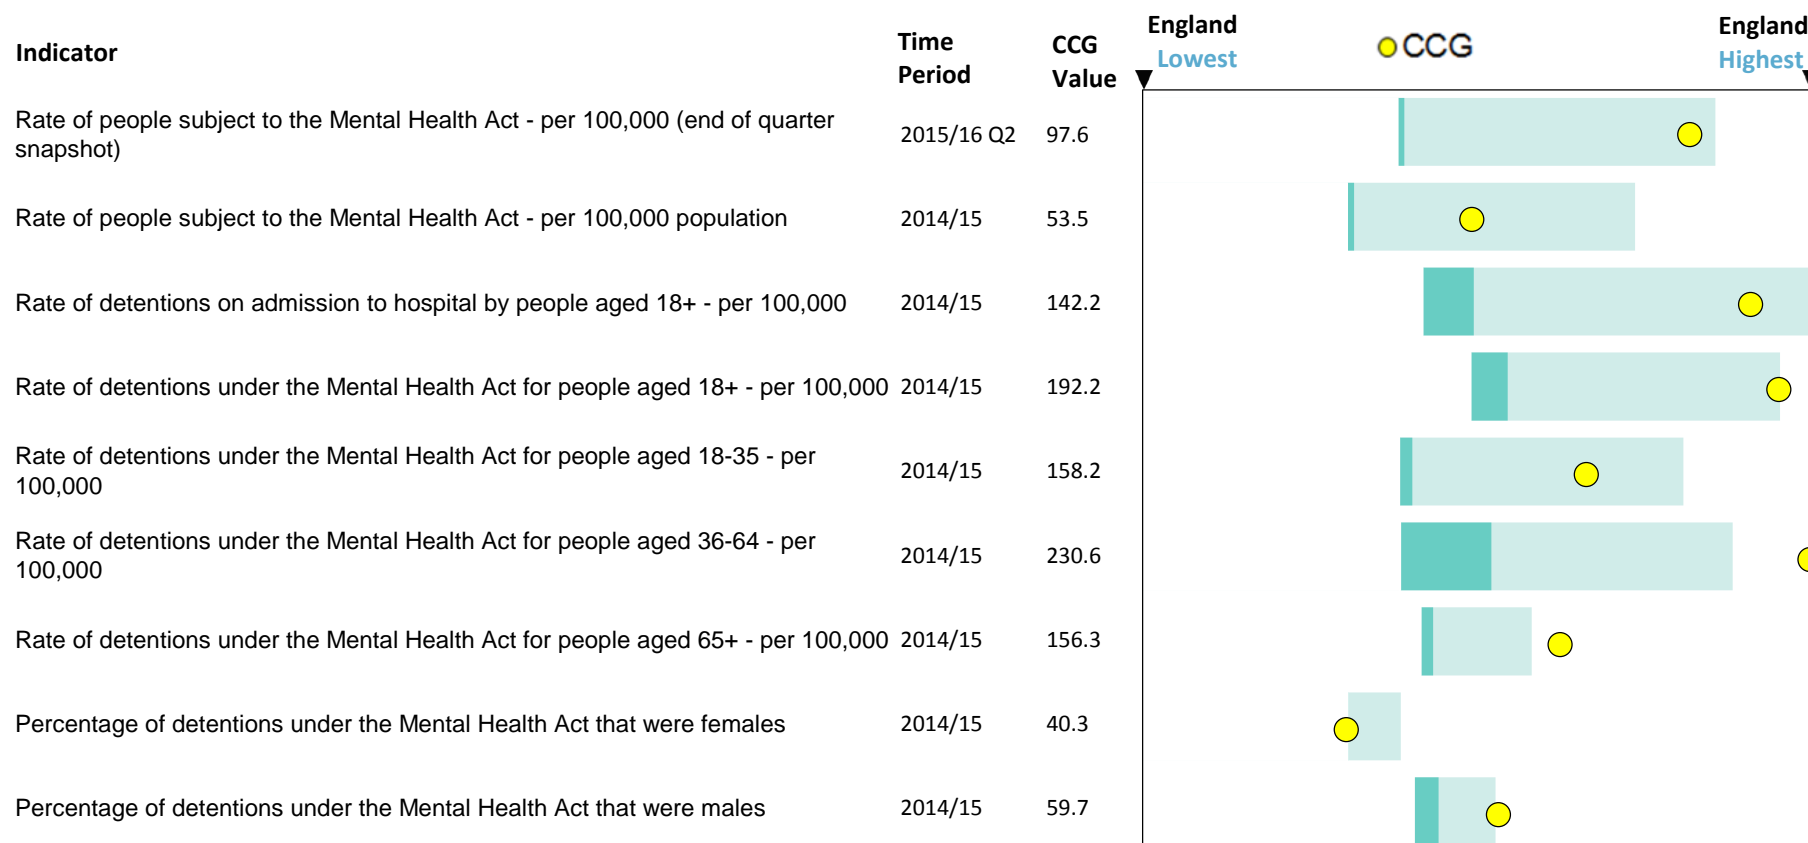 Indicator
Time Period
CCG Value
England Lowest
CCG
England Highest
Rate of people subject to the Mental Health Act - per 100,000 (end of quarter
snapshot)
2015/16 Q2
97.6
Rate of people subject to the Mental Health Act - per 100,000 population
2014/15
53.5
Rate of detentions on admission to hospital by people aged 18+ - per 100,000
2014/15
142.2
Rate of detentions under the Mental Health Act for people aged 18+ - per 100,000
2014/15
192.2
Rate of detentions under the Mental Health Act for people aged 18-35 - per
100,000
2014/15
158.2
Rate of detentions under the Mental Health Act for people aged 36-64 - per
100,000
2014/15
230.6
Rate of detentions under the Mental Health Act for people aged 65+ - per 100,000
2014/15
156.3
Percentage of detentions under the Mental Health Act that were females
2014/15
40.3
Percentage of detentions under the Mental Health Act that were males
2014/15
59.7